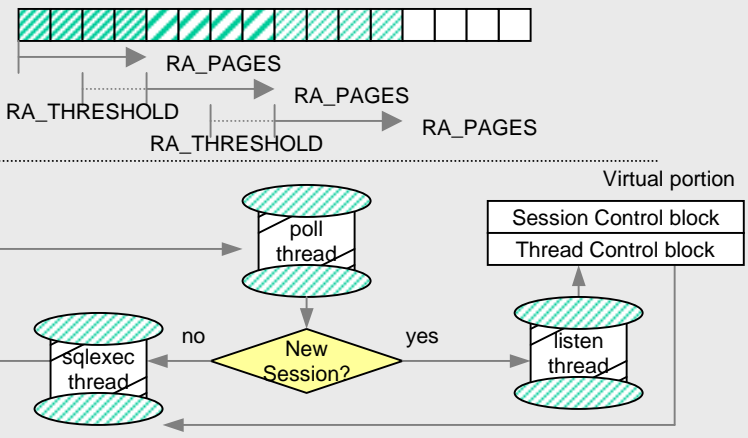 RA_PAGES
RA_THRESHOLD
RA_PAGES
RA_THRESHOLD
RA_PAGES
Virtual portion
Session Control block
Thread Control block
poll
thread
no
New
Session?
yes
sqlexec
thread
listen
thread